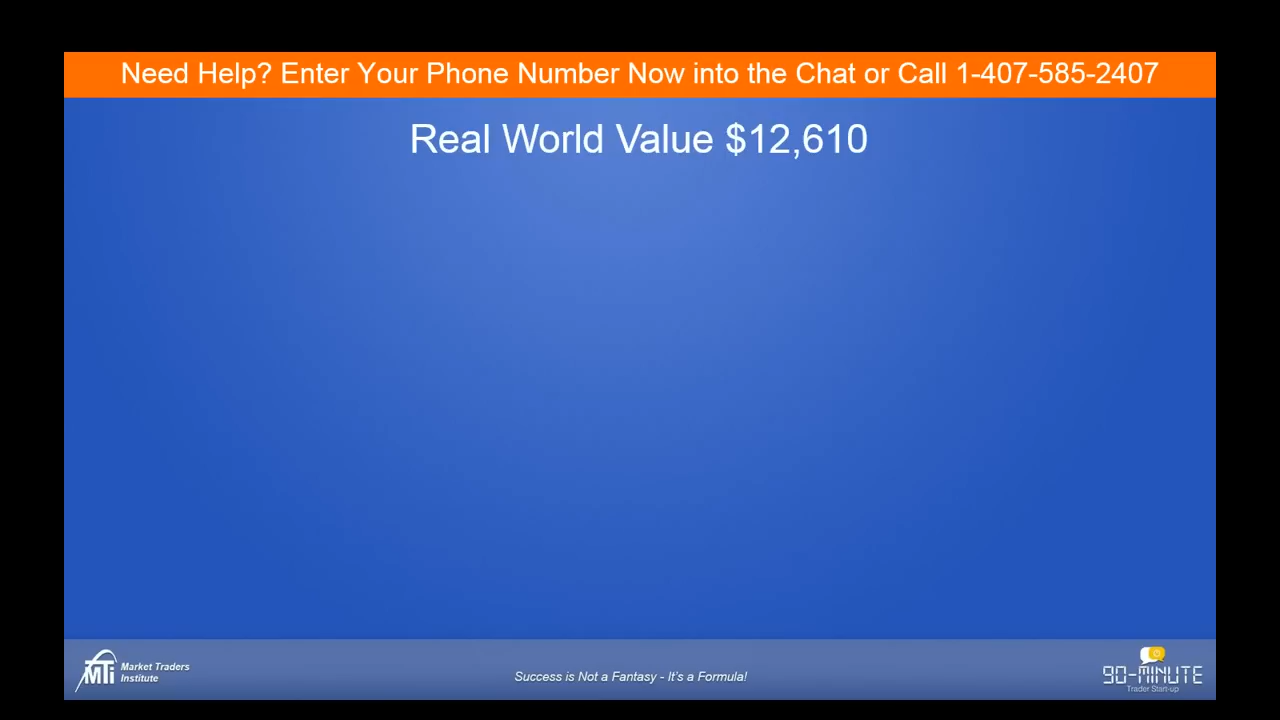 Need Help? Enter Your Phone Number Now into the Chat or Call 1-407-585-2407
Real World Value $12,610
MTI Market Traders
Institute
Success is Not a Fantasy - It's a Formula!
90-MINUTE
Trader Start-up